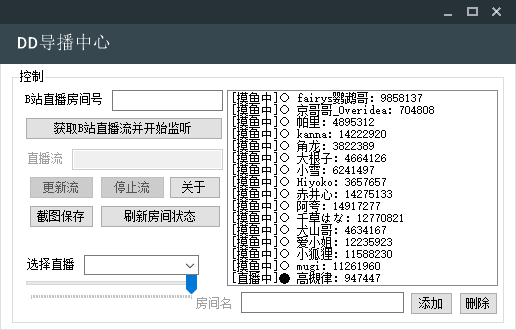 DD导播中心
控制
B站直播房间号
获取B站直播流并开始监听
直播流
更新流
停止流
关于
截图保存
刷新房间状态
选择直播
[摸鱼中]○ fairys鹦鹉哥: 9858137
[摸鱼中]○ 京哥哥_Overidea: 704808
[摸鱼中]○ 帕里: 4895312
[摸鱼中]○ kanna: 14222920
[摸鱼中]○ 角龙: 3822389
[摸鱼中]○ 大根子: 4664126
[摸鱼中]○ 小雪: 6241497
[摸鱼中]○ Hiyoko: 3657657
[摸鱼中]○ 赤井心: 14275133
[摸鱼中]○ 阿夸: 14917277
[摸鱼中]○ 千草はな: 12770821
[摸鱼中]○ 犬山哥: 4634167
[摸鱼中]○ 爱小姐: 12235923
[摸鱼中]○ 小狐狸: 11588230
[摸鱼中]○ mugi: 11261960
[直播中]● 高槻律: 947447
房间名
添加
删除